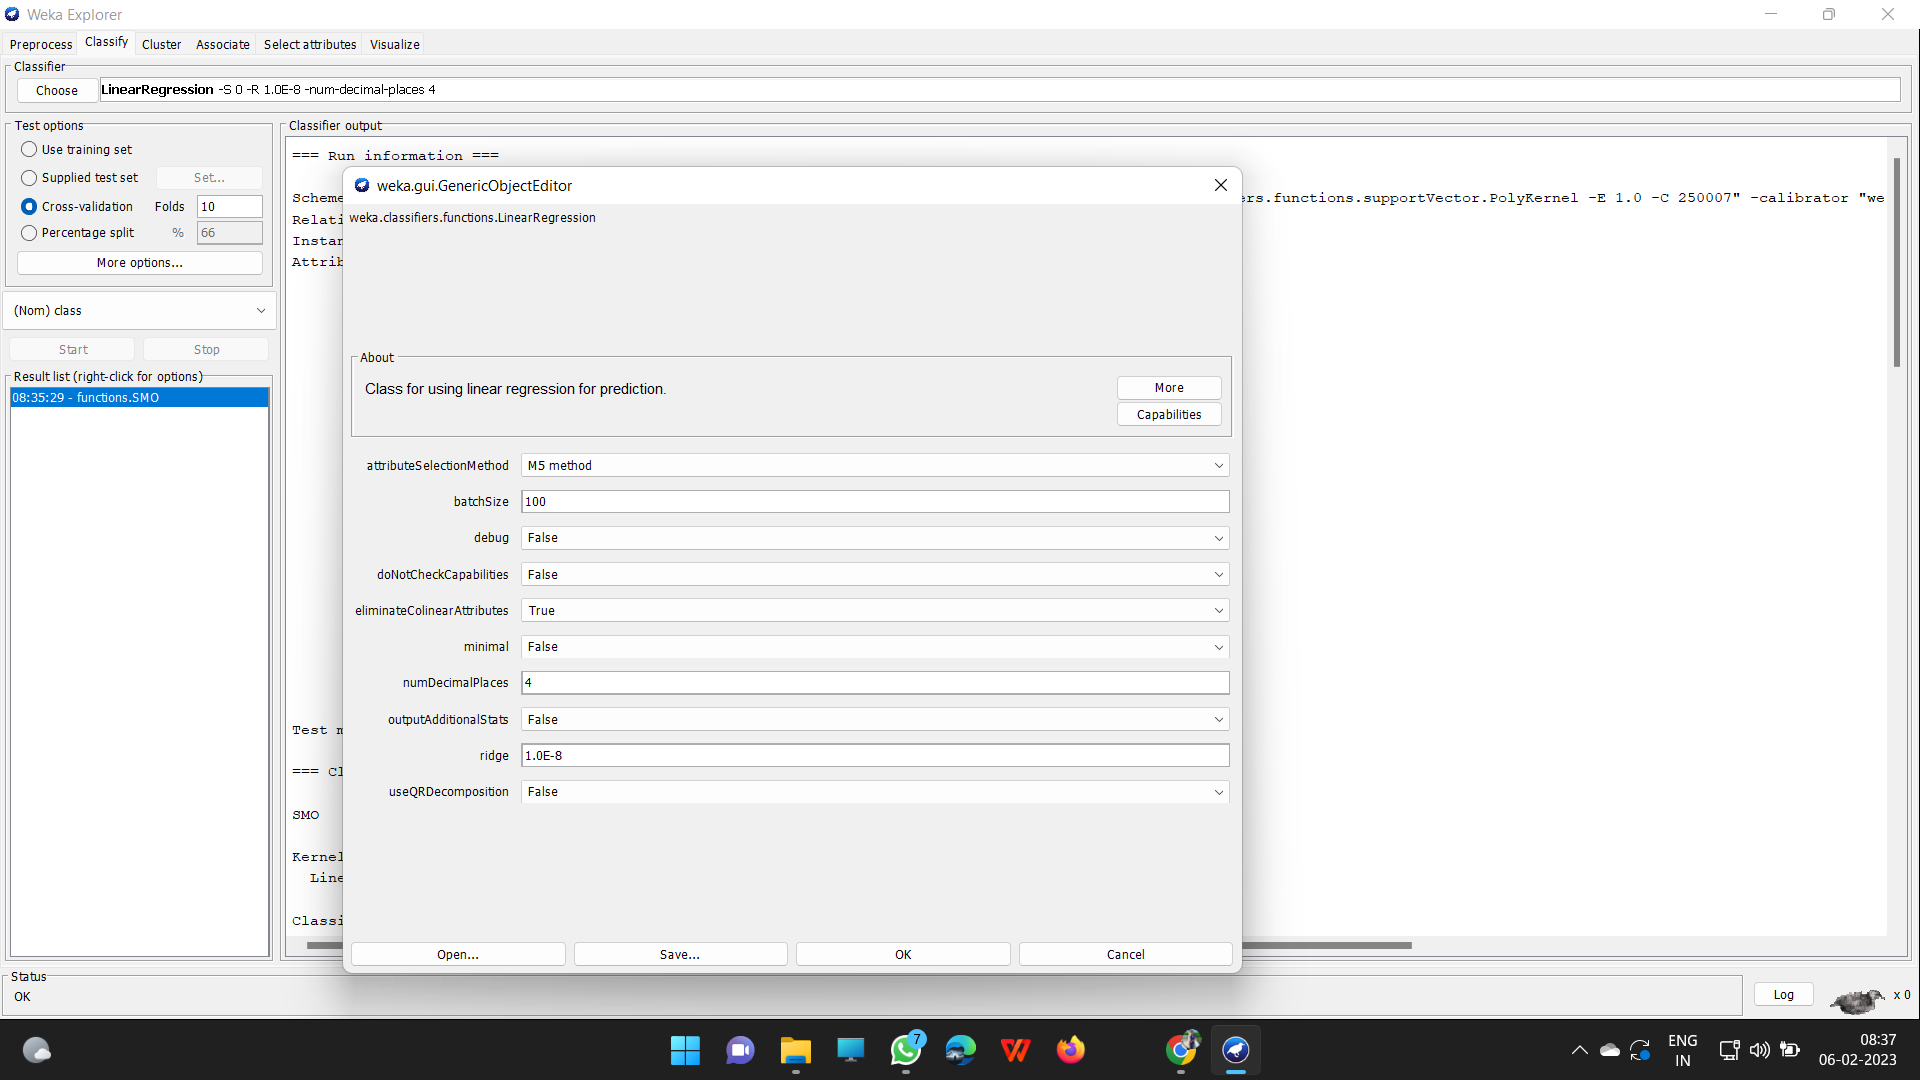 Weka Explorer
Preprocess Classify Cluster Associate Select attributes Visualize
Classifier
Choose LinearRegression -S 0 -R 1.0E-8 -num-decimal-places 4
Test options
Use training set
Supplied test set Set...
Cross-validation Folds 10
Percentage split % 66
More options...
(Nom) class
Start Stop
Result list (right-click for options)
08:35:29 - functions.SMO
Classifier output
=== Run information ===
Scheme
ers.functions.supportVector.PolyKernel -E 1.0 -C 250007" -calibrator "we
Relati
Instan
Attrib
Test m
=== Cl
SMO
Kernel
Line
Classi
weka.gui.GenericObjectEditor
weka.classifiers.functions.LinearRegression
About
Class for using linear regression for prediction.
More
Capabilities
attributeSelectionMethod M5 method
batchSize 100
debug False
doNotCheckCapabilities False
eliminateColinearAttributes True
minimal False
numDecimalPlaces 4
outputAdditionalStats False
ridge 1.0E-8
useQRDecomposition False
Open... Save... OK Cancel
Status
OK
Log
x 0
7
ENG
IN
08:37
06-02-2023